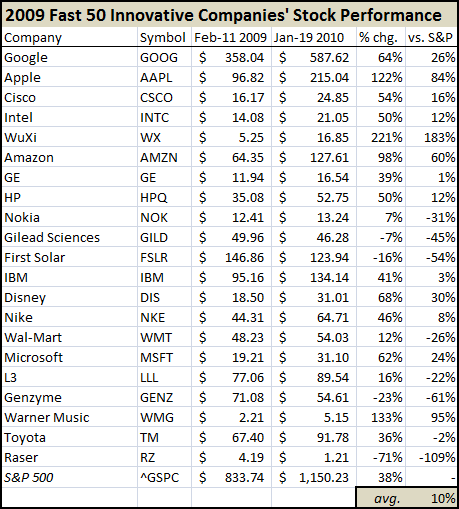 2009 Fast 50 Innovative Companies' Stock Performance
Company Symbol Feb-11 2009 Jan-19 2010 % chg. vs. S&P
Google GOOG $ 358.04 $ 587.62 64% 26%
Apple AAPL $ 96.82 $ 215.04 122% 84%
Cisco CSCO $ 16.17 $ 24.85 54% 16%
Intel INTC $ 14.08 $ 21.05 50% 12%
WuXi WX $ 5.25 $ 16.85 221% 183%
Amazon AMZN $ 64.35 $ 127.61 98% 60%
GE GE $ 11.94 $ 16.54 39% 1%
HP HPQ $ 35.08 $ 52.75 50% 12%
Nokia NOK $ 12.41 $ 13.24 7% -31%
Gilead Sciences GILD $ 49.96 $ 46.28 -7% -45%
First Solar FSLR $ 146.86 $ 123.94 -16% -54%
IBM IBM $ 95.16 $ 134.14 41% 3%
Disney DIS $ 18.50 $ 31.01 68% 30%
Nike NKE $ 44.31 $ 64.71 46% 8%
Wal-Mart WMT $ 48.23 $ 54.03 12% -26%
Microsoft MSFT $ 19.21 $ 31.10 62% 24%
L3 LLL $ 77.06 $ 89.54 16% -22%
Genzyme GENZ $ 71.08 $ 54.61 -23% -61%
Warner Music WMG $ 2.21 $ 5.15 133% 95%
Toyota TM $ 67.40 $ 91.78 36% -2%
Raser RZ $ 4.19 $ 1.21 -71% -109%
S&P 500 ^GSPC $ 833.74 $ 1,150.23 38% -
avg. 10%